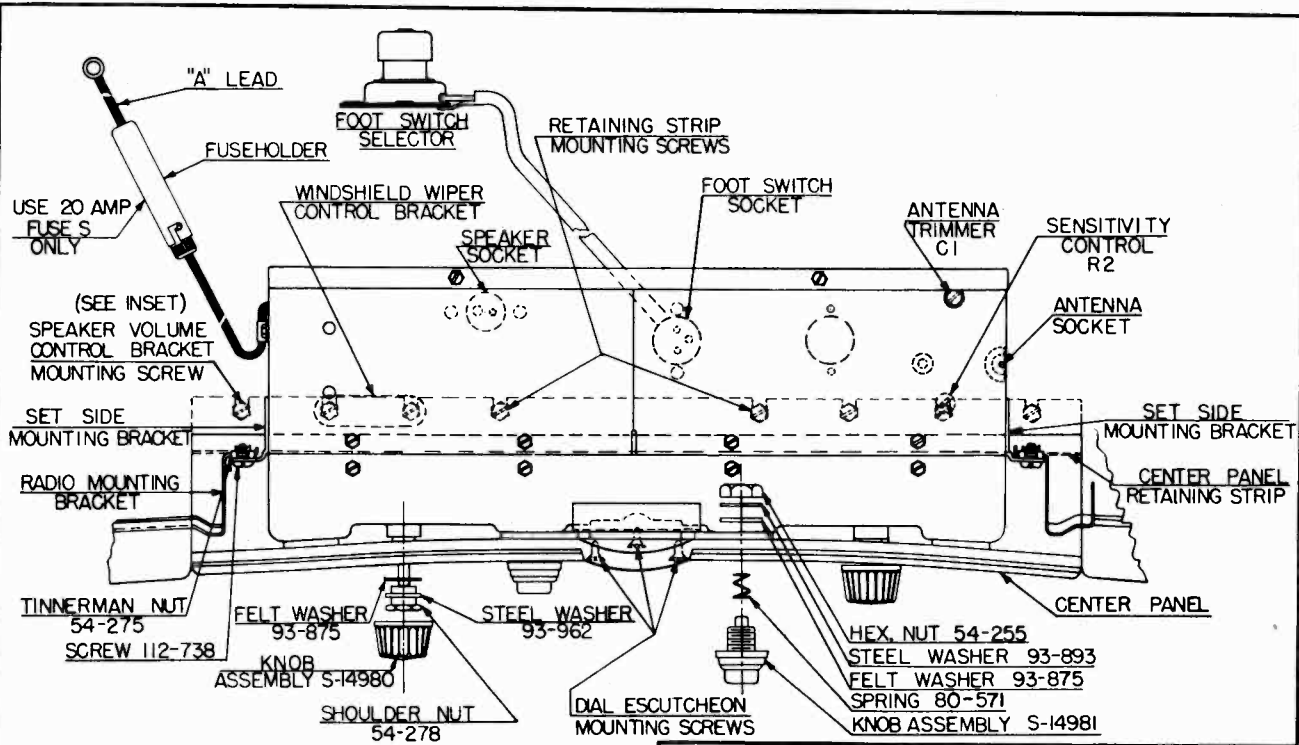 "A" LEAD
FUSEHOLDER
USE 20 AMP
FUSE S
ONLY
FOOT SWITCH
SELECTOR
RETAINING STRIP
MOUNTING SCREWS
WINDSHIELD WIPER
CONTROL BRACKET
SPEAKER
SOCKET
FOOT SWITCH
SOCKET
ANTENNA
TRIMMER
C1
SENSITIVITY
CONTROL
R2
ANTENNA
SOCKET
(SEE INSET)
SPEAKER VOLUME
CONTROL BRACKET
MOUNTING SCREW
SET SIDE
MOUNTING BRACKET
RADIO MOUNTING
BRACKET
SET SIDE
MOUNTING BRACKET
CENTER PANEL
RETAINING STRIP
TINNERMAN NUT
54-275
SCREW 112-738
FELT WASHER
93-875
STEEL WASHER
93-962
KNOB
ASSEMBLY S-14980
SHOULDER NUT
54-278
DIAL ESCUTCHEON
MOUNTING SCREWS
CENTER PANEL
HEX. NUT 54-255
STEEL WASHER 93-893
FELT WASHER 93-875
SPRING 80-571
KNOB ASSEMBLY S-14981